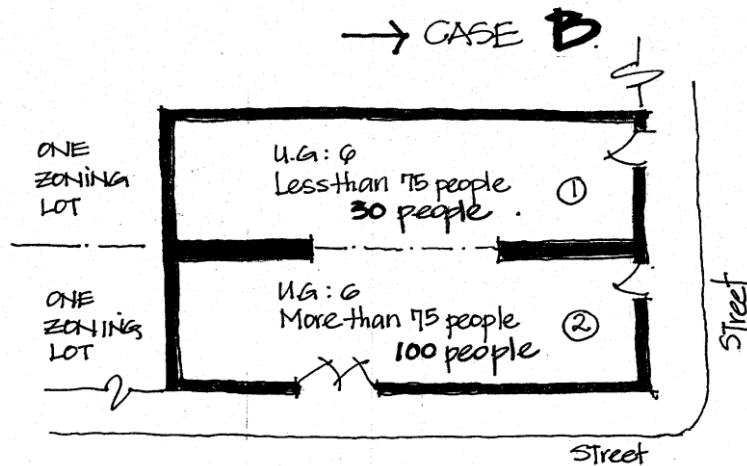 → CASE B.
ONE
ZONING
LOT
U.G: 6
Less than 75 people
30 people.
1
ONE
ZONING
LOT
U.G: 6
More than 75 people
100 people
2
Street
Street